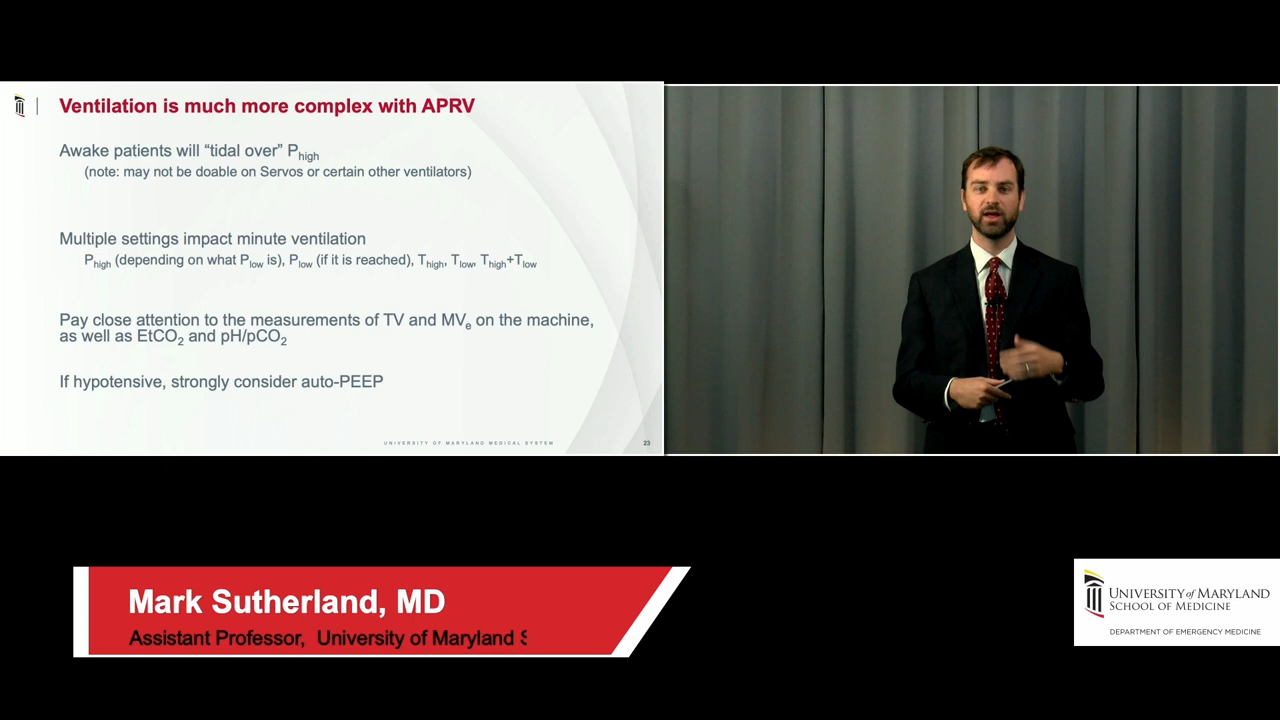 Ventilation is much more complex with APRV
Awake patients will “tidal over” Phigh
(note: may not be doable on Servos or certain other ventilators)
Multiple settings impact minute ventilation
Phigh (depending on what Plow is), Plow (if it is reached), Thigh, Tlow, Thigh+Tlow
Pay close attention to the measurements of TV and MVe on the machine,
as well as EtCO2 and pH/pCO2
If hypotensive, strongly consider auto-PEEP
UNIVERSITY OF MARYLAND MEDICAL SYSTEM
23
Mark Sutherland, MD
Assistant Professor, University of Maryland S
UNIVERSITY of MARYLAND
SCHOOL OF MEDICINE
DEPARTMENT OF EMERGENCY MEDICINE